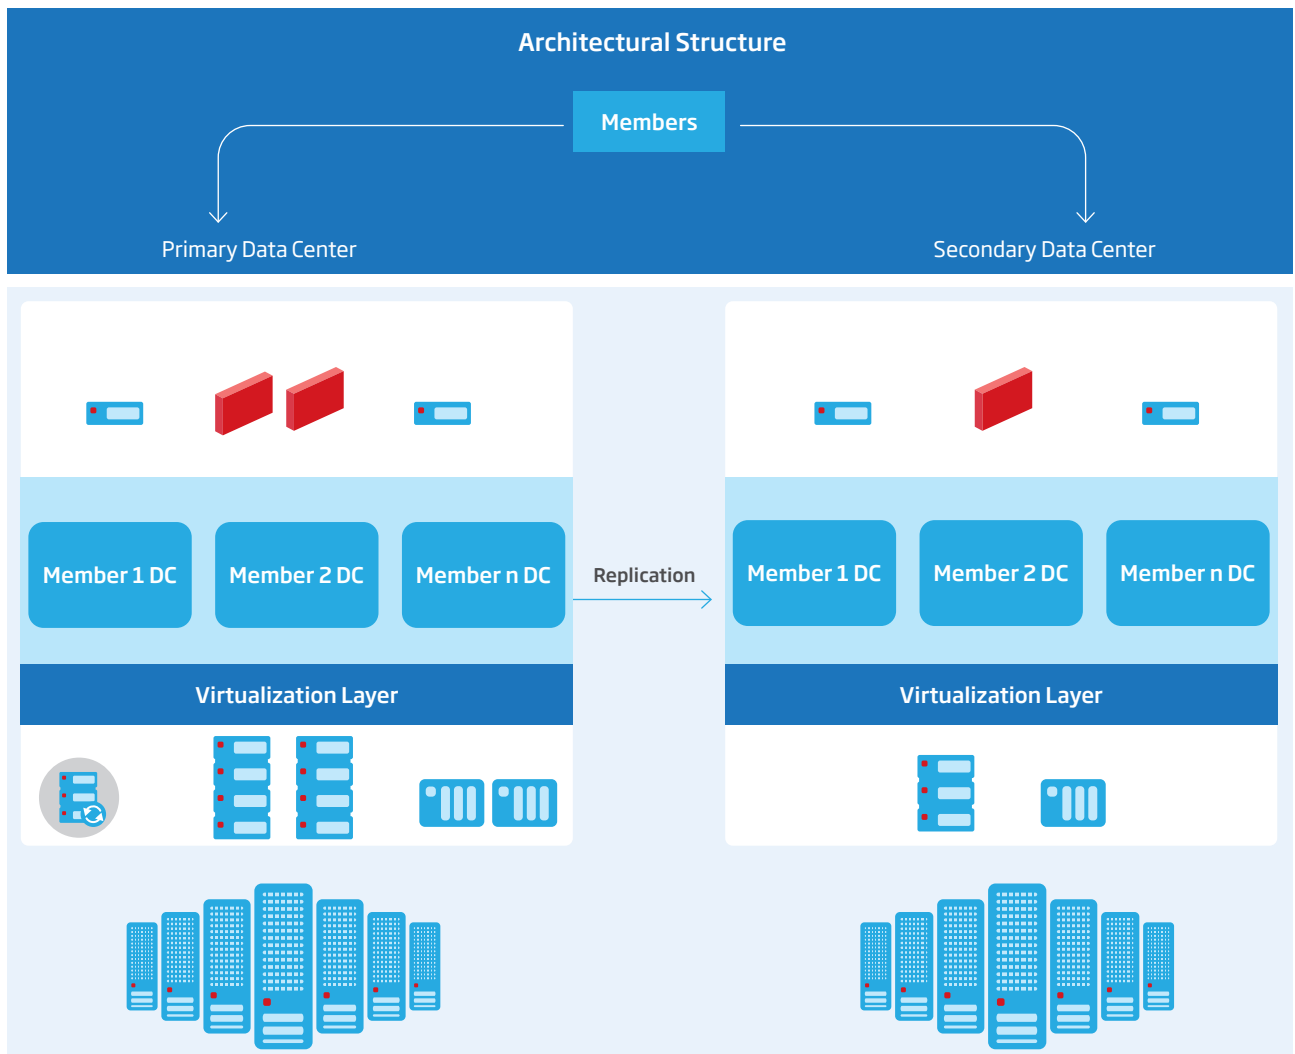 Architectural Structure
Members
Primary Data Center
Secondary Data Center
Member 1 DC
Member 2 DC
Member n DC
Replication
Member 1 DC
Member 2 DC
Member n DC
Virtualization Layer
Virtualization Layer